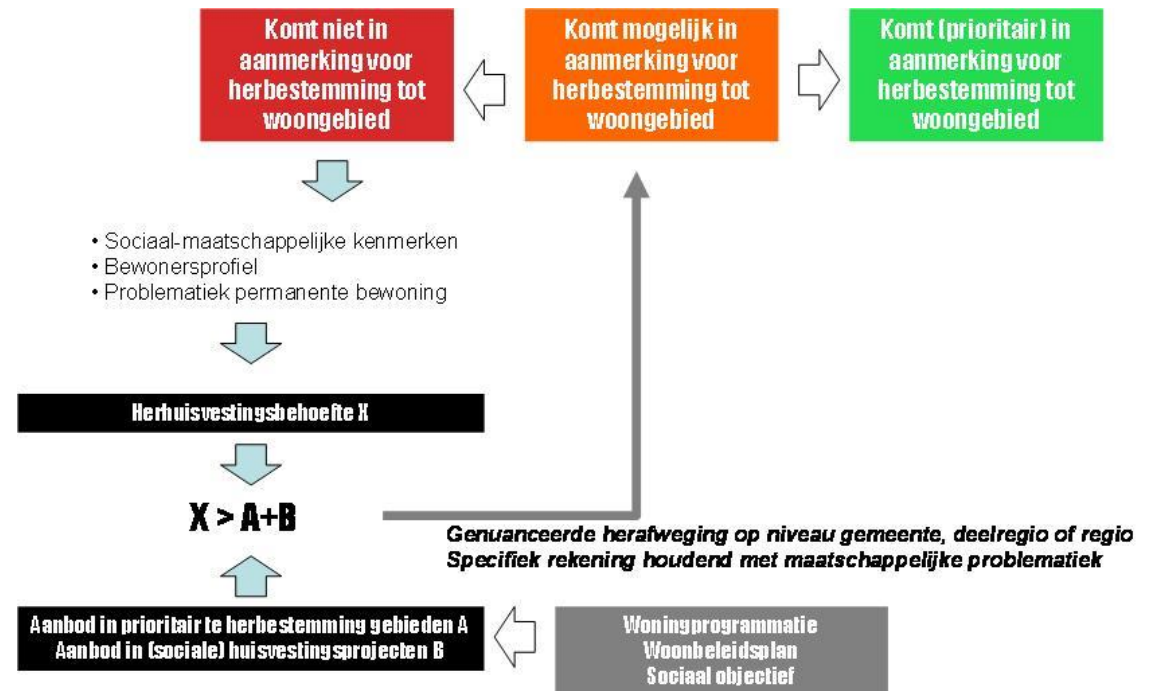 Komt niet in
aanmerking voor
herbestemming tot
woongebied
Komt mogelijk in
aanmerking voor
herbestemming tot
woongebied
Komt (prioritair) in
aanmerking voor
herbestemming tot
woongebied
• Sociaal-maatschappelijke kenmerken
• Bewonersprofiel
• Problematiek permanente bewoning
Herhuisvestingsbehoefte X
X > A+B
Genuanceerde herafweging op niveau gemeente, deelregio of regio
Specifiek rekening houdend met maatschappelijke problematiek
Aanbod in prioritair te herbestemming gebieden A
Aanbod in (sociale) huisvestingsprojecten B
Woningprogrammatie
Woonbeleidsplan
Sociaal objectief